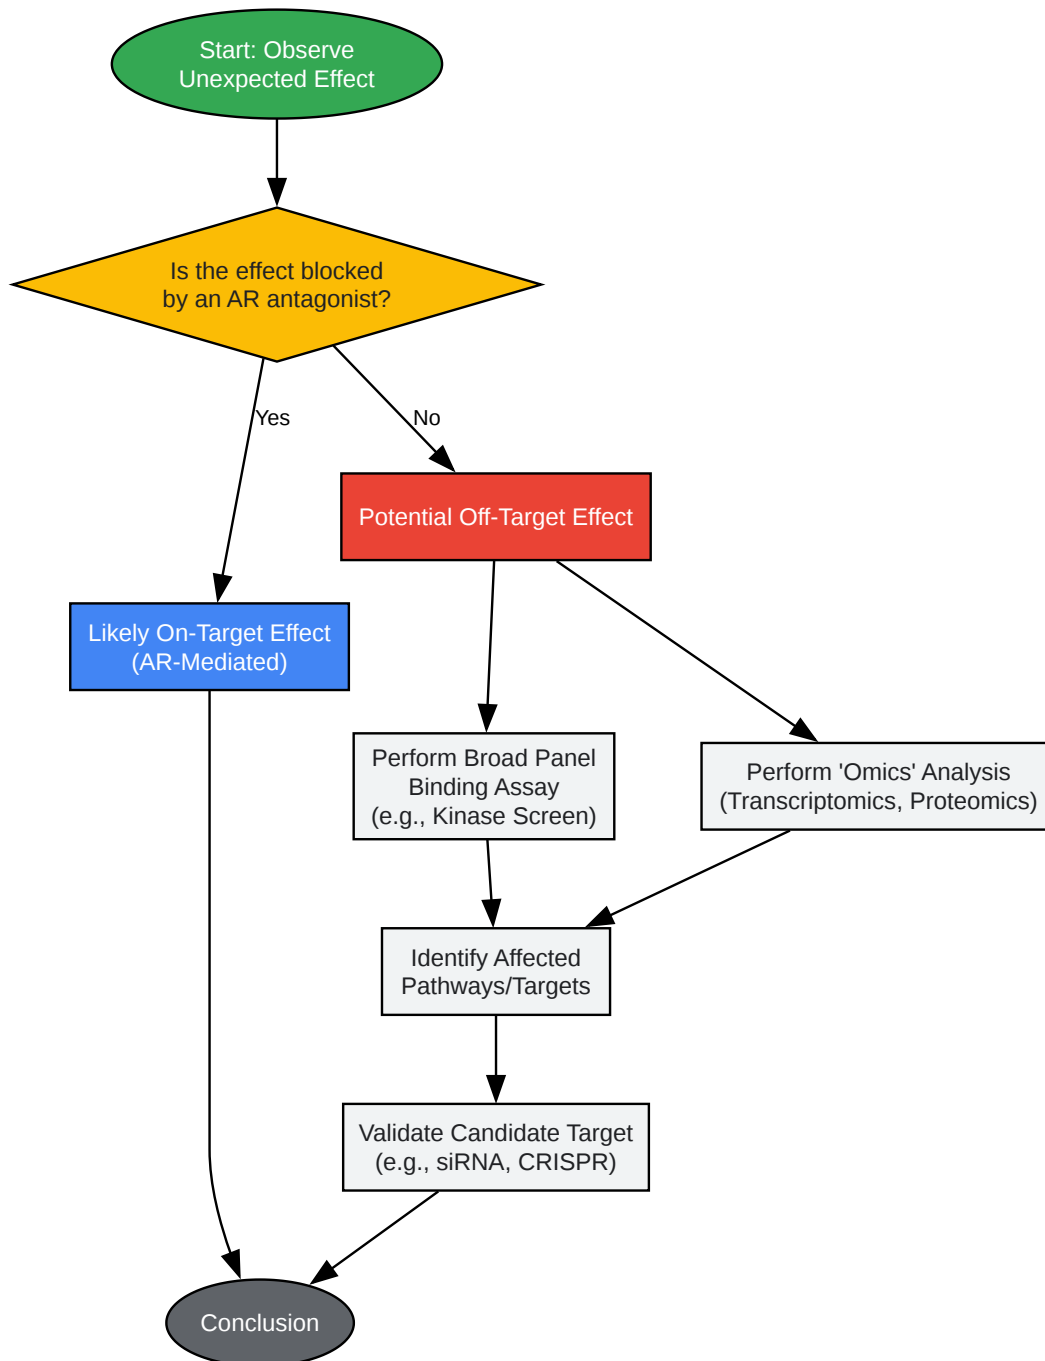 Start: Observe
Unexpected Effect
Is the effect blocked
by an AR antagonist?
Yes
No
Potential Off-Target Effect
Likely On-Target Effect
(AR-Mediated)
Perform Broad Panel
Binding Assay
(e.g., Kinase Screen)
Perform 'Omics' Analysis
(Transcriptomics, Proteomics)
Identify Affected
Pathways/Targets
Validate Candidate Target
(e.g., siRNA, CRISPR)
Conclusion